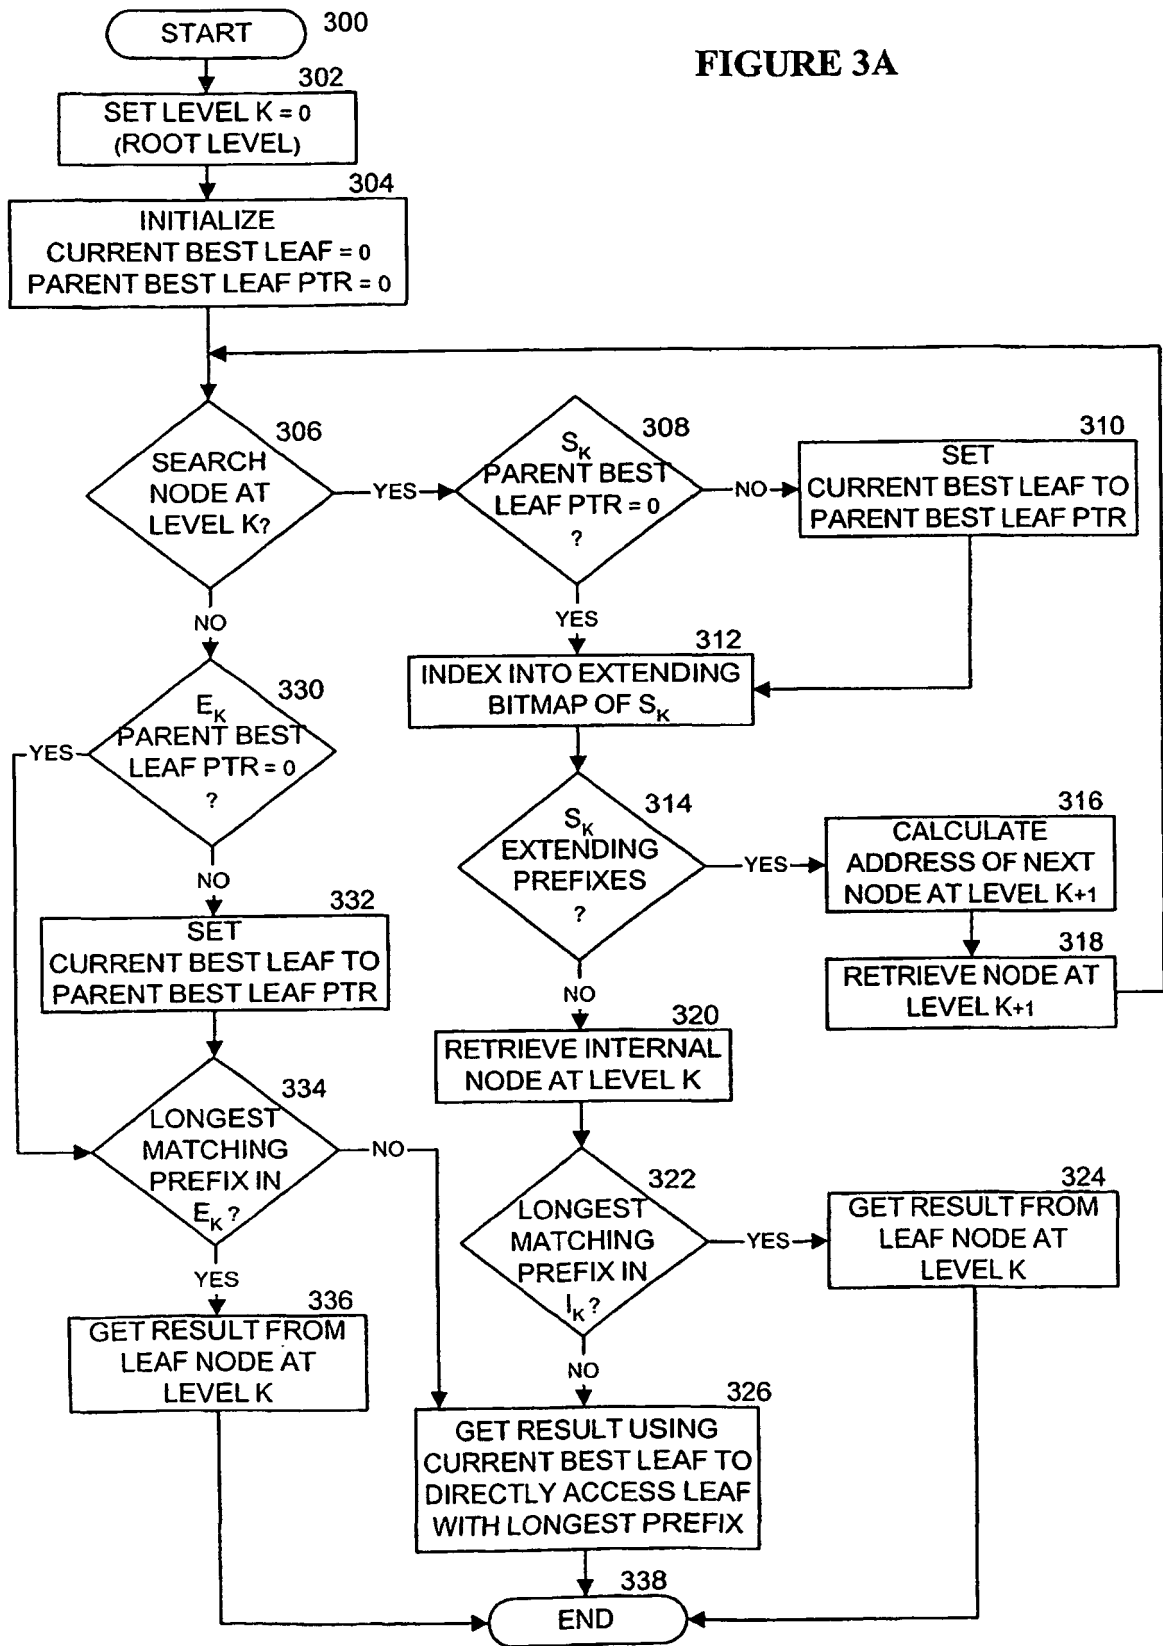 FIGURE 3A
START
300
302
SET LEVEL K = 0
(ROOT LEVEL)
304
INITIALIZE
CURRENT BEST LEAF = 0
PARENT BEST LEAF PTR = 0
306
SEARCH
NODE AT
LEVEL K?
YES
308
S_K
PARENT BEST
LEAF PTR = 0
?
NO
310
SET
CURRENT BEST LEAF TO
PARENT BEST LEAF PTR
NO
YES
312
INDEX INTO EXTENDING
BITMAP OF S_K
330
E_K
PARENT BEST
LEAF PTR = 0
?
YES
314
S_K
EXTENDING
PREFIXES
?
YES
316
CALCULATE
ADDRESS OF NEXT
NODE AT LEVEL K+1
318
RETRIEVE NODE AT
LEVEL K+1
NO
332
SET
CURRENT BEST LEAF TO
PARENT BEST LEAF PTR
NO
320
RETRIEVE INTERNAL
NODE AT LEVEL K
334
LONGEST
MATCHING
PREFIX IN
E_K ?
NO
322
LONGEST
MATCHING
PREFIX IN
I_K ?
YES
324
GET RESULT FROM
LEAF NODE AT
LEVEL K
YES
336
GET RESULT FROM
LEAF NODE AT
LEVEL K
NO
326
GET RESULT USING
CURRENT BEST LEAF TO
DIRECTLY ACCESS LEAF
WITH LONGEST PREFIX
338
END